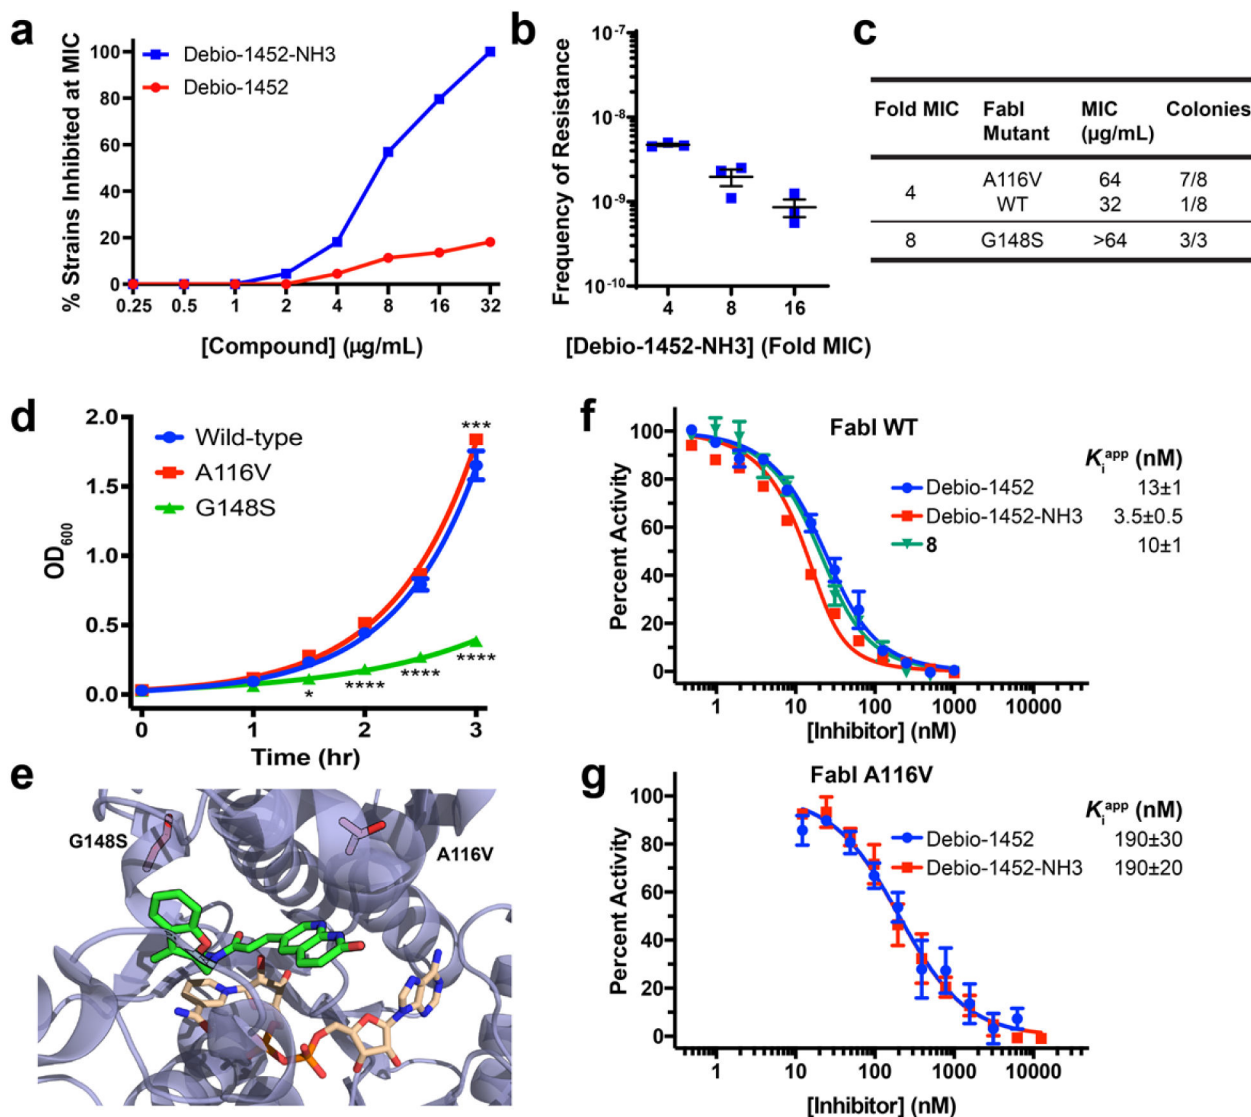 a
% Strains Inhibited at MIC
100
80
60
40
20
0
Debio-1452-NH3
Debio-1452
0.25 0.5 1 2 4 8 16 32
[Compound] (μg/mL)
b
Frequency of Resistance
10⁻⁷
10⁻⁸
10⁻⁹
10⁻¹⁰
4 8 16
[Debio-1452-NH3] (Fold MIC)
c
Fold MIC FabI Mutant MIC (μg/mL) Colonies
4 A116V 64 7/8
WT 32 1/8
8 G148S >64 3/3
d
OD₆₀₀
2.0
1.5
1.0
0.5
0.0
Wild-type
A116V
G148S
***
* **** **** ****
0 1 2 3
Time (hr)
e
G148S
A116V
f
FabI WT
Percent Activity
100
80
60
40
20
0
Kᵢᵃᵖᵖ (nM)
Debio-1452 13±1
Debio-1452-NH3 3.5±0.5
8 10±1
1 10 100 1000 10000
[Inhibitor] (nM)
g
FabI A116V
Percent Activity
100
80
60
40
20
0
Kᵢᵃᵖᵖ (nM)
Debio-1452 190±30
Debio-1452-NH3 190±20
1 10 100 1000 10000
[Inhibitor] (nM)